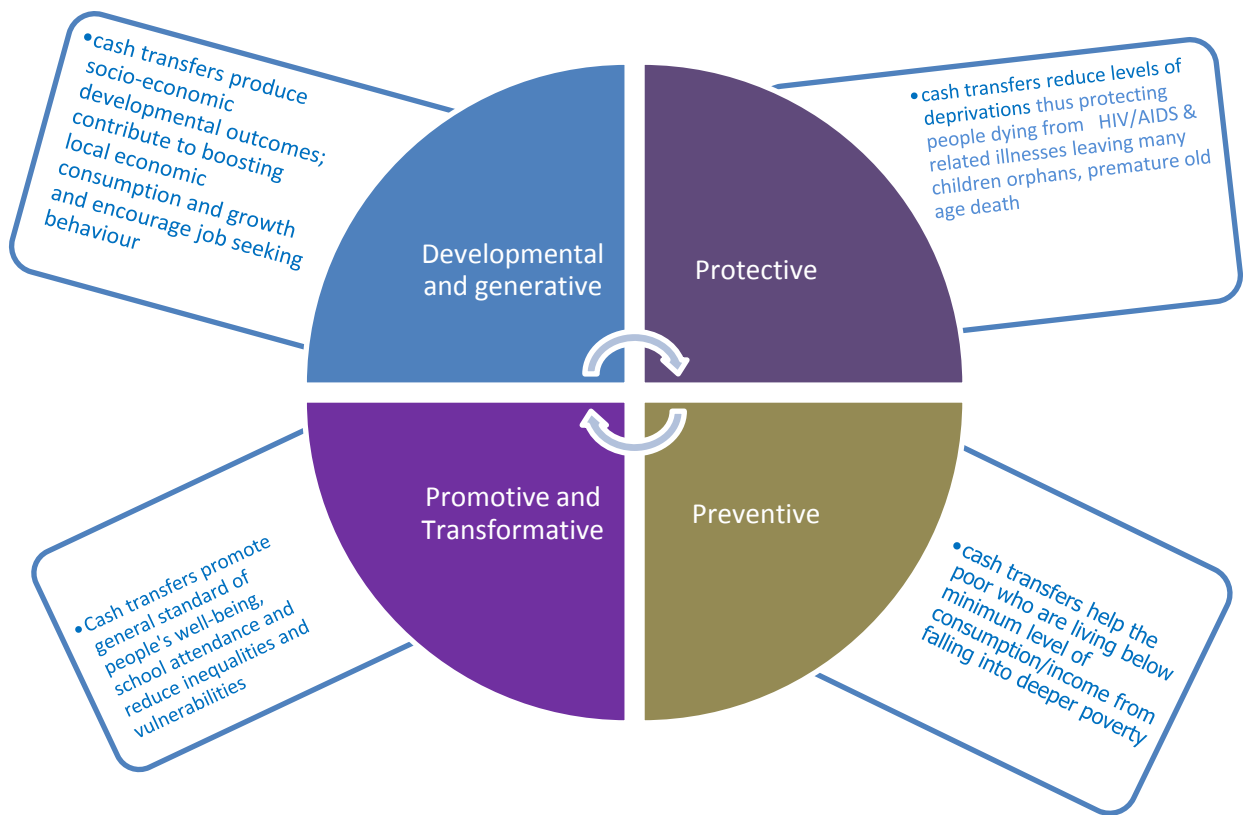 •cash transfers produce
socio-economic
developmental outcomes;
contribute to boosting
local economic
consumption and growth
and encourage job seeking
behaviour
•cash transfers reduce levels of
deprivations thus protecting
people dying from HIV/AIDS &
related illnesses leaving many
children orphans, premature old
age death
Developmental
and generative
Protective
Promotive and
Transformative
Preventive
•Cash transfers promote
general standard of
people's well-being,
school attendance and
reduce inequalities and
vulnerabilities
•cash transfers help the
poor who are living below
minimum level of
consumption/income from
falling into deeper poverty